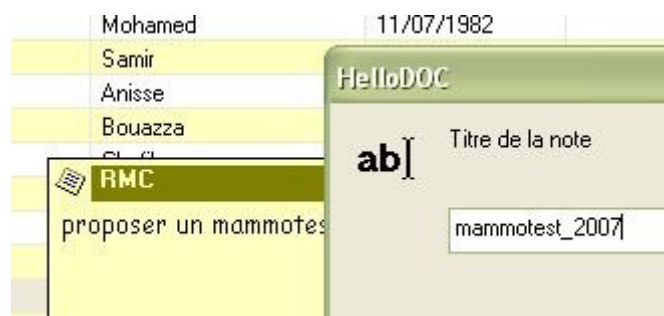 Mohamed 11/07/1982
Samir
Anisse
Bouazza
RMC
proposer un mammotes
HelloDOC
ab
Titre de la note
mammotest_2007